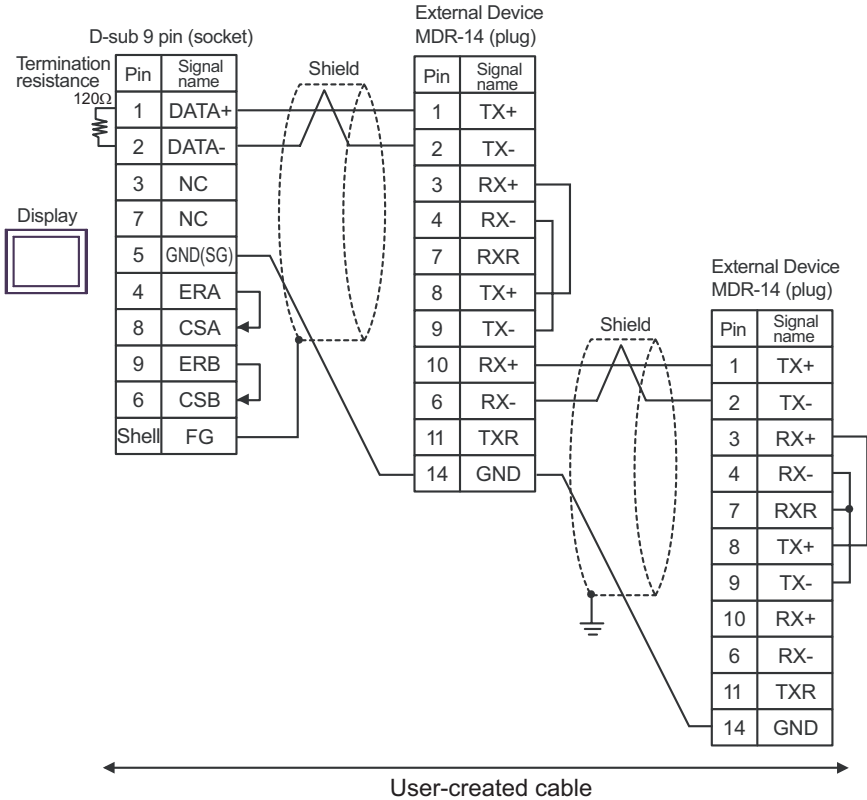 External Device
MDR-14 (plug)
D-sub 9 pin (socket)
Termination
resistance
120Ω
Shield
Display
Pin Signal name
1 DATA+
2 DATA-
3 NC
7 NC
5 GND(SG)
4 ERA
8 CSA
9 ERB
6 CSB
Shell FG
Pin Signal name
1 TX+
2 TX-
3 RX+
4 RX-
7 RXR
8 TX+
9 TX-
10 RX+
6 RX-
11 TXR
14 GND
Shield
External Device
MDR-14 (plug)
Pin Signal name
1 TX+
2 TX-
3 RX+
4 RX-
7 RXR
8 TX+
9 TX-
10 RX+
6 RX-
11 TXR
14 GND
User-created cable